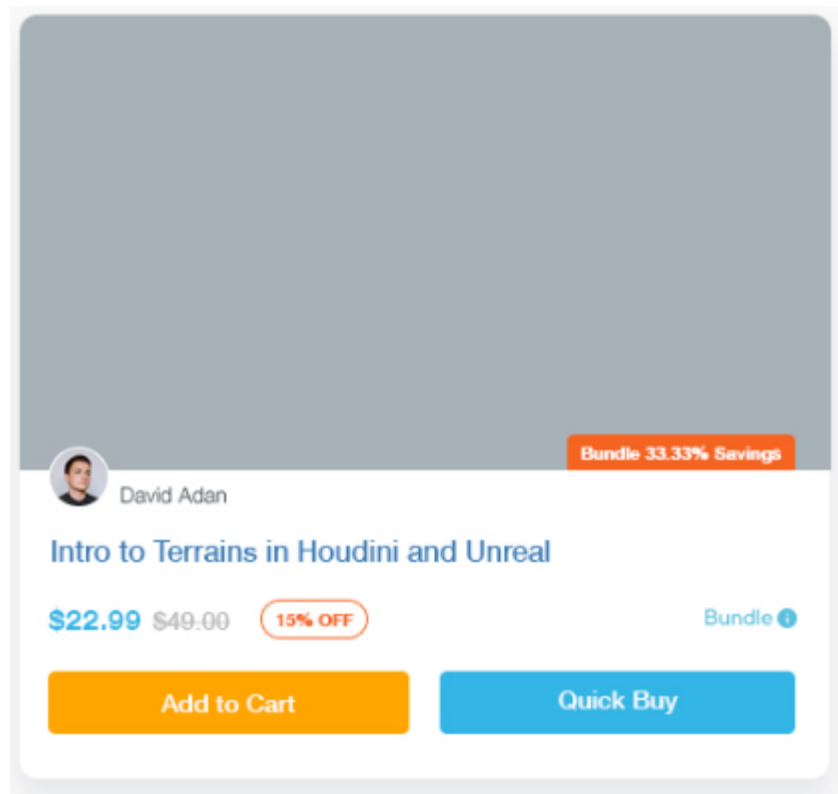 Bundle 33.33% Savings
David Adan
Intro to Terrains in Houdini and Unreal
$22.99 $49.00 15% OFF Bundle i
Add to Cart Quick Buy